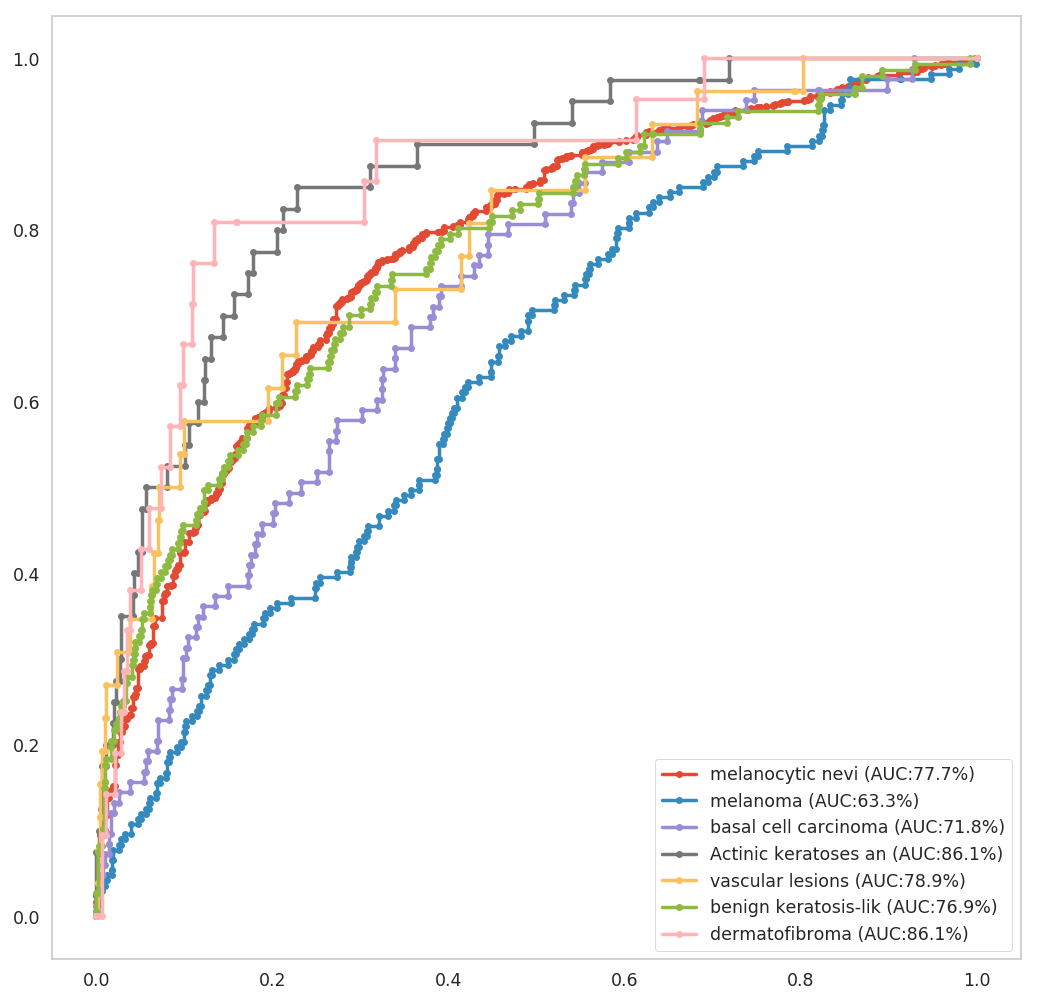 1.0
0.8
0.6
0.4
0.2
0.0
melanocytic nevi (AUC:77.7%)
melanoma (AUC:63.3%)
basal cell carcinoma (AUC:71.8%)
Actinic keratoses an (AUC:86.1%)
vascular lesions (AUC:78.9%)
benign keratosis-lik (AUC:76.9%)
dermatofibroma (AUC:86.1%)
0.0 0.2 0.4 0.6 0.8 1.0